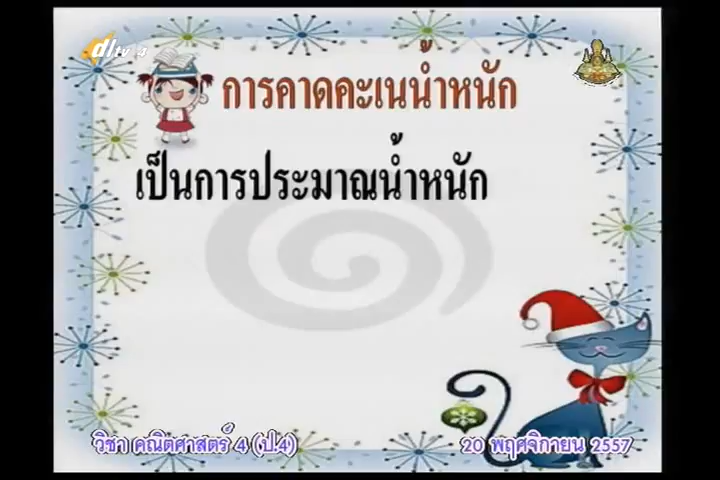 dltv 4
การคาดคะเนน้ำหนัก
เป็นการประมาณน้ำหนัก
วิชา คณิตศาสตร์ 4 (ป.4)
20 พฤศจิกายน 2557